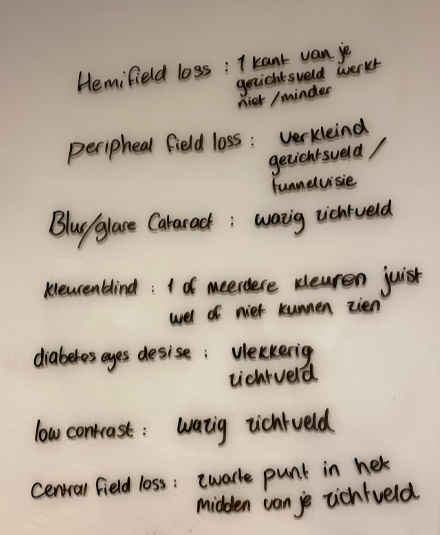 Hemifield loss : 1 kant van je
gezichtsveld werkt
niet/minder
peripheal field loss : verkleind
gezichtsveld /
tunnelvisie
Blur/glare Cataract : wazig zichtveld
kleurenblind : 1 of meerdere kleuren juist
wel of niet kunnen zien
diabetes eyes desise : vlekkerig
zichtveld
low contrast : wazig zichtveld
Central field loss : zwarte punt in het
midden van je zichtveld